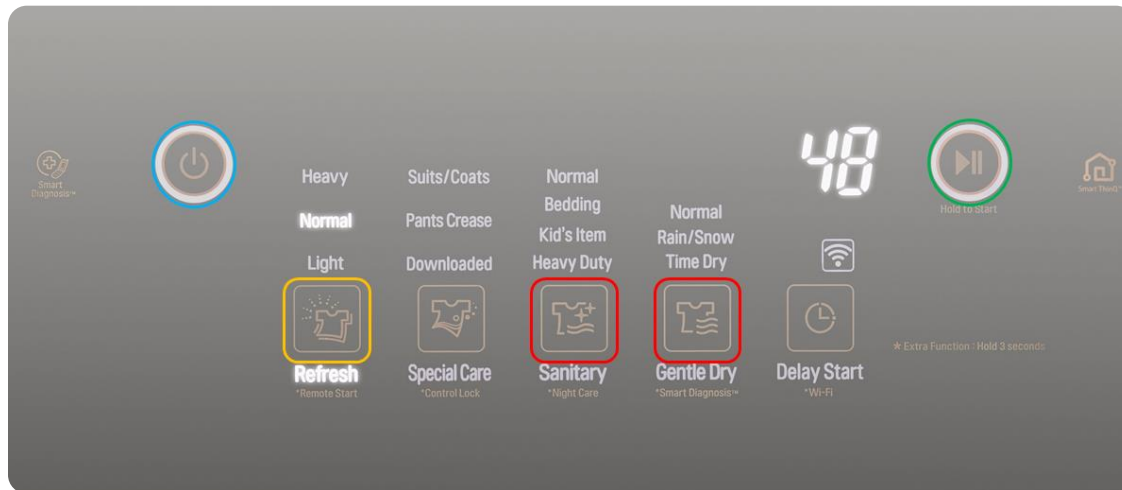 Smart
Diagnosis™
Heavy
Normal
Light
Refresh
*Remote Start
Suits/Coats
Pants Crease
Downloaded
Special Care
*Control Lock
Normal
Bedding
Kid's Item
Heavy Duty
Sanitary
*Night Care
Normal
Rain/Snow
Time Dry
Gentle Dry
*Smart Diagnosis™
48
Delay Start
*Wi-Fi
Hold to Start
★ Extra Function : Hold 3 seconds
Smart ThinQ™